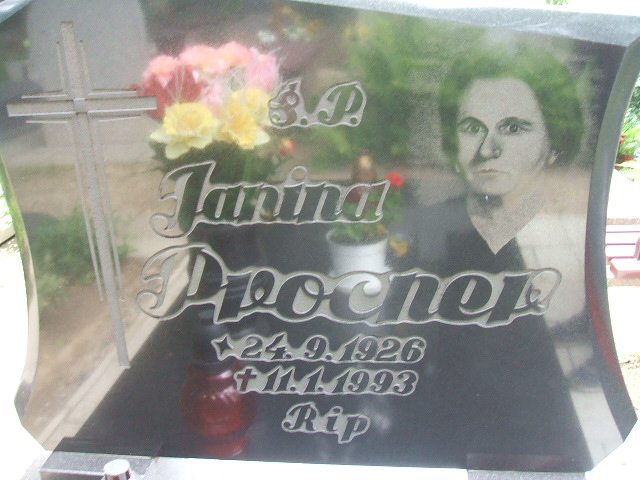 Ś.P.
Janina
Procner
★24.9.1926
✝11.1.1993
Rip